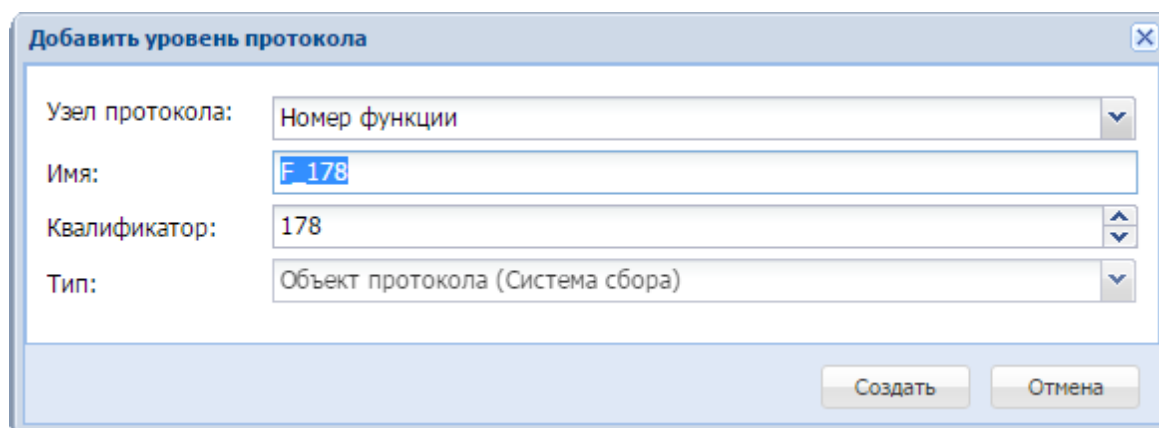 Добавить уровень протокола
Узел протокола: Номер функции
Имя: F_178
Квалификатор: 178
Тип: Объект протокола (Система сбора)
Создать Отмена